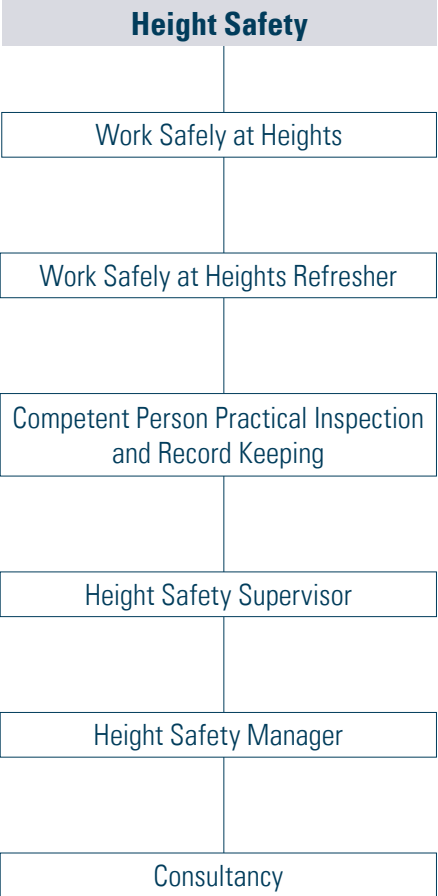 Height Safety
Work Safely at Heights
Work Safely at Heights Refresher
Competent Person Practical Inspection
and Record Keeping
Height Safety Supervisor
Height Safety Manager
Consultancy